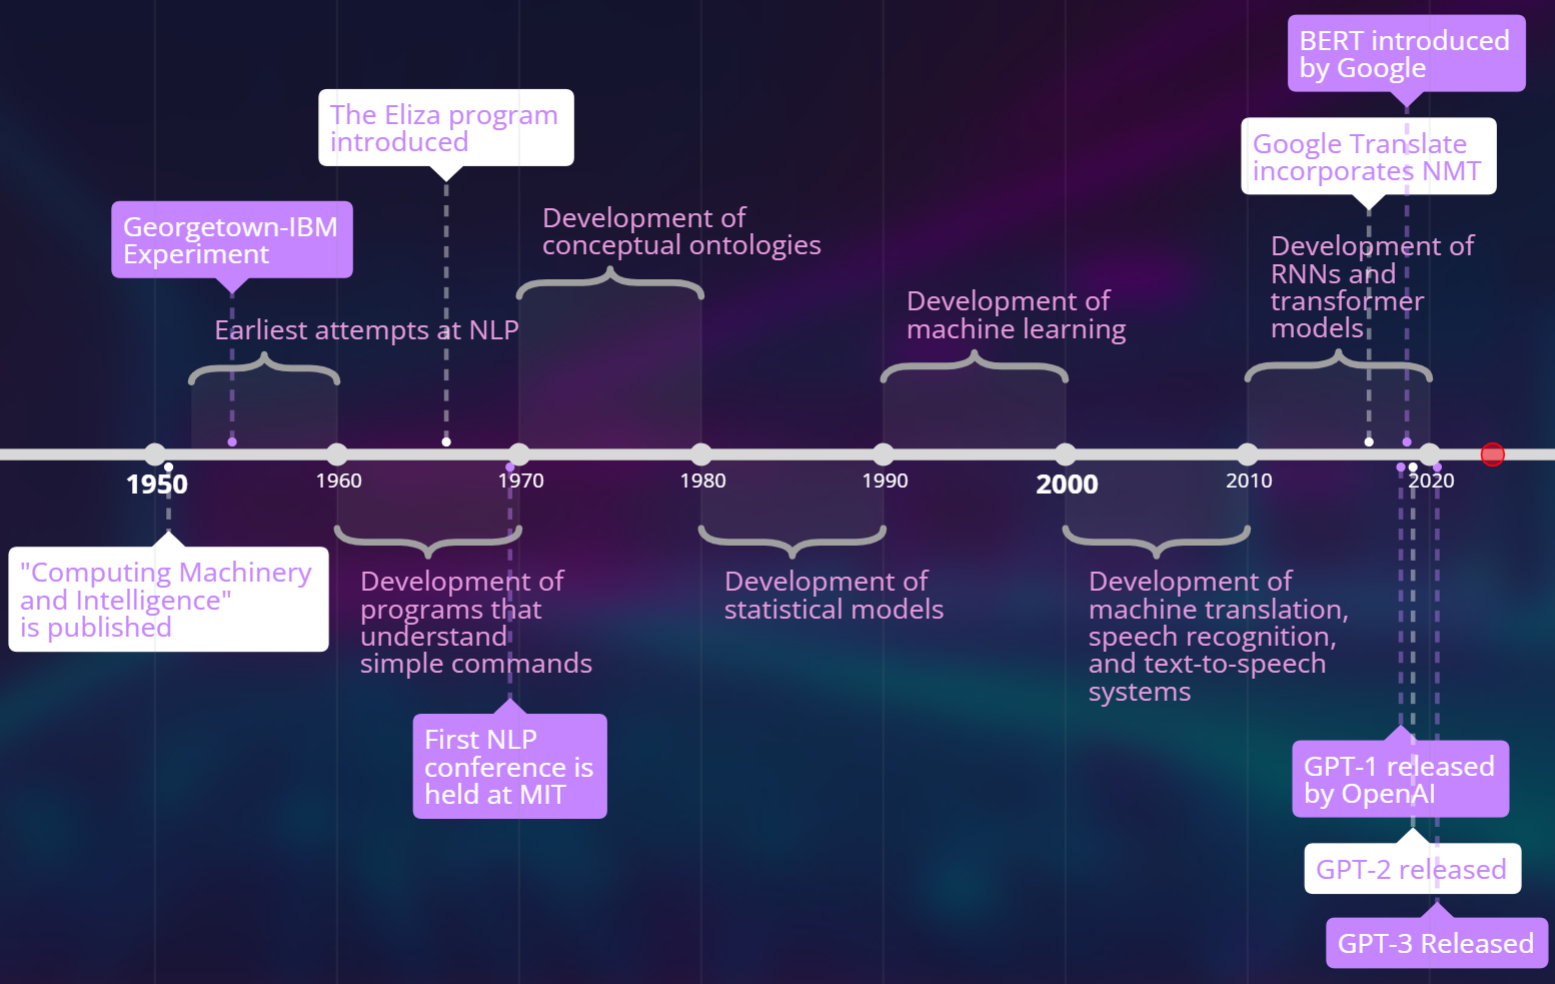 BERT introduced
by Google
The Eliza program
introduced
Google Translate
incorporates NMT
Georgetown-IBM
Experiment
Development of
conceptual ontologies
Development of
RNNs and
transformer
models
Development of
machine learning
Earliest attempts at NLP
1950
1960
1970
1980
1990
2000
2010
2020
"Computing Machinery
and Intelligence"
is published
Development of
programs that
understand
simple commands
Development of
statistical models
Development of
machine translation,
speech recognition,
and text-to-speech
systems
First NLP
conference is
held at MIT
GPT-1 released
by OpenAI
GPT-2 released
GPT-3 Released